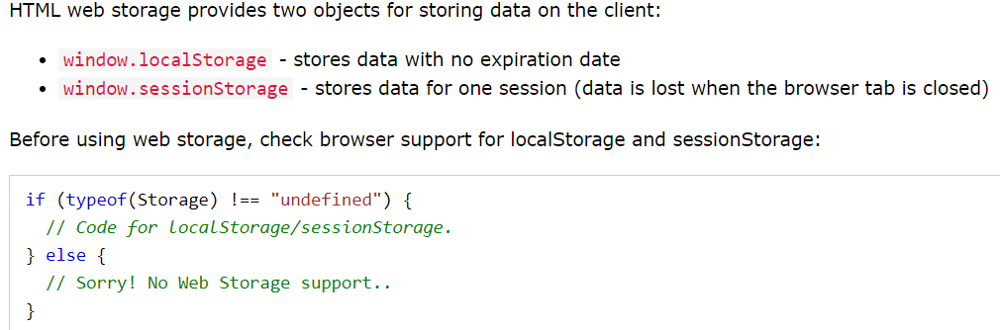 HTML web storage provides two objects for storing data on the client:
• window.localStorage - stores data with no expiration date
• window.sessionStorage - stores data for one session (data is lost when the browser tab is closed)
Before using web storage, check browser support for localStorage and sessionStorage:
if (typeof(Storage) !== "undefined") {
  // Code for localStorage/sessionStorage.
} else {
  // Sorry! No Web Storage support..
}